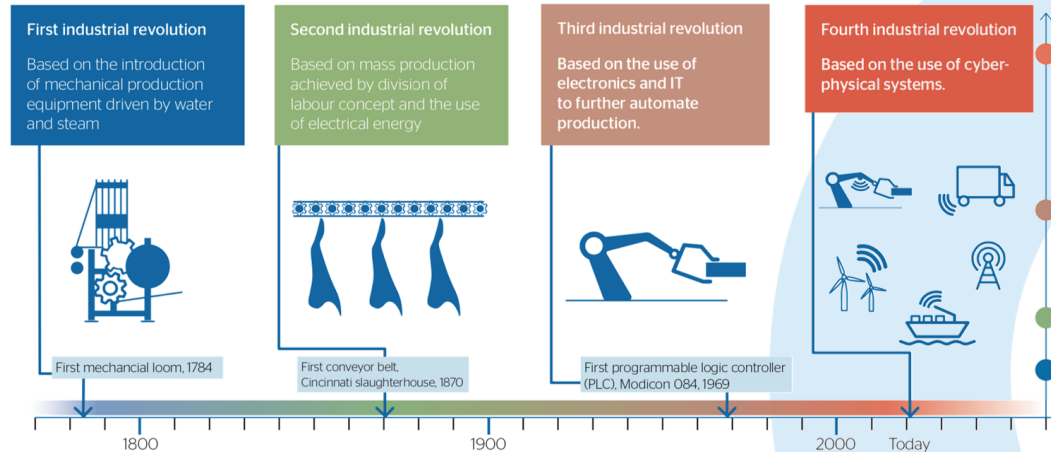 First industrial revolution
Based on the introduction
of mechanical production
equipment driven by water
and steam
Second industrial revolution
Based on mass production
achieved by division of
labour concept and the use
of electrical energy
Third industrial revolution
Based on the use of
electronics and IT
to further automate
production.
Fourth industrial revolution
Based on the use of cyber-
physical systems.
First mechancial loom, 1784
First conveyor belt,
Cincinnati slaughterhouse, 1870
First programmable logic controller
(PLC), Modicon 084, 1969
1800
1900
2000
Today